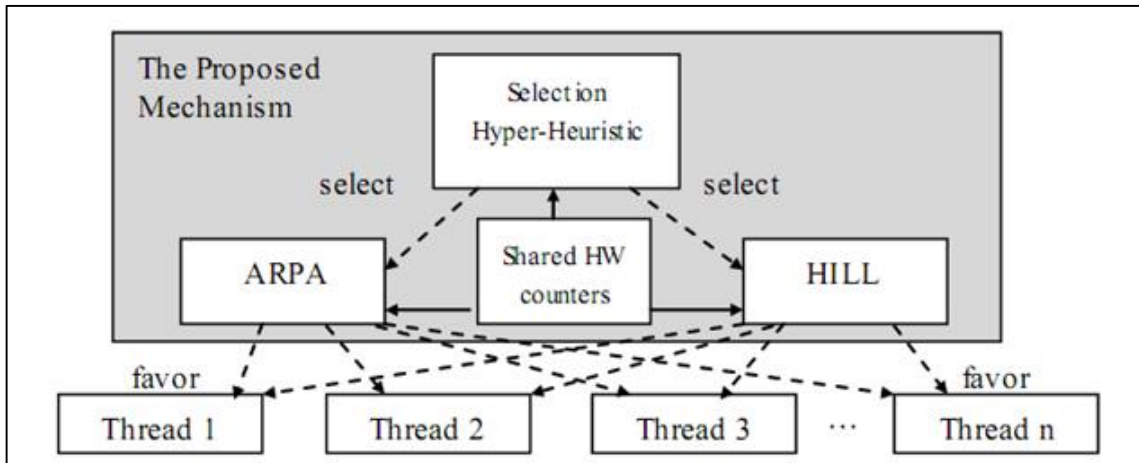 The Proposed
Mechanism
Selection
Hyper-Heuristic
select
select
Shared HW
counters
ARPA
HILL
favor
favor
Thread 1
Thread 2
Thread 3
...
Thread n